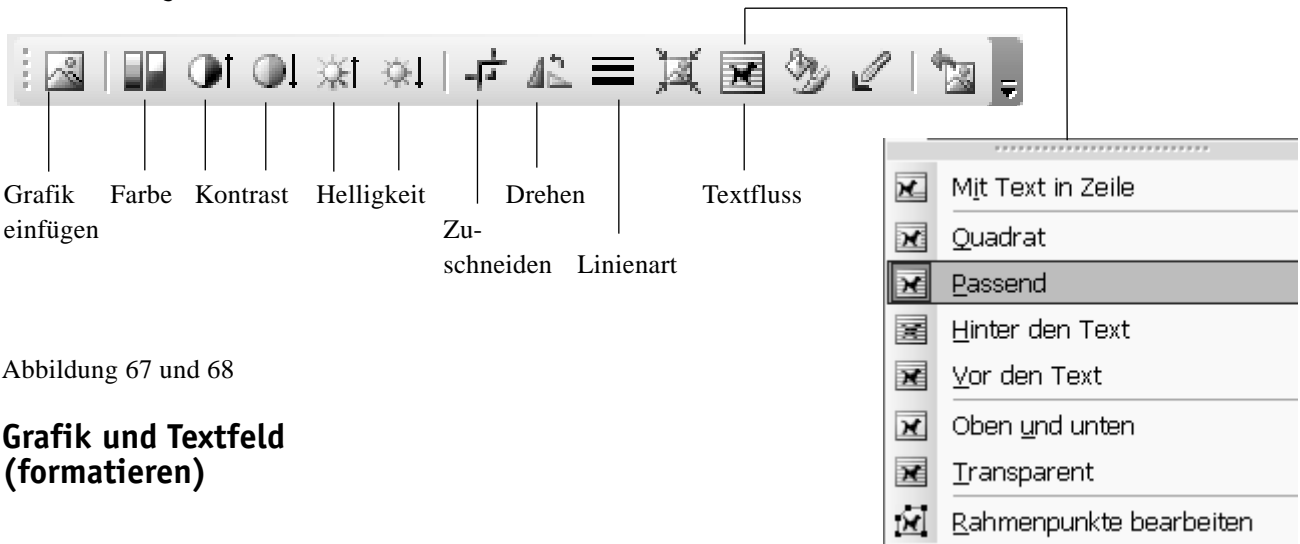 Grafik
einfügen
Farbe
Kontrast
Helligkeit
Zu-
schneiden
Drehen
Linienart
Textfluss
Mit Text in Zeile
Quadrat
Passend
Hinter den Text
Vor den Text
Oben und unten
Transparent
Rahmenpunkte bearbeiten
Abbildung 67 und 68
Grafik und Textfeld
(formatieren)